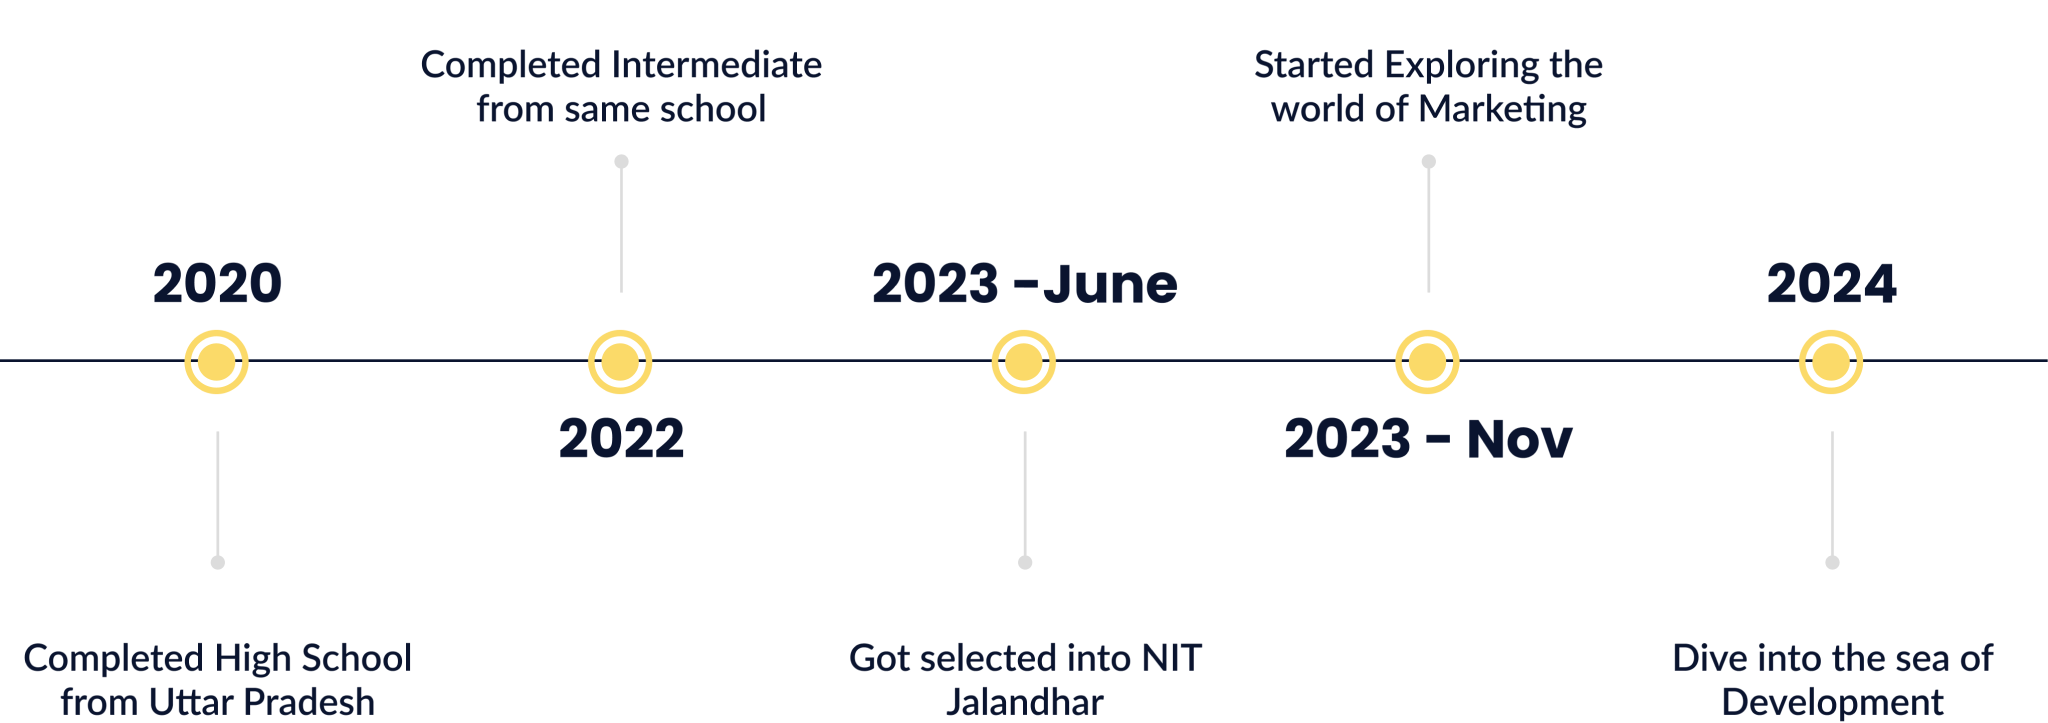 Completed Intermediate
from same school
Started Exploring the
world of Marketing
2020
2023 -June
2024
2022
2023 - Nov
Completed High School
from Uttar Pradesh
Got selected into NIT
Jalandhar
Dive into the sea of
Development